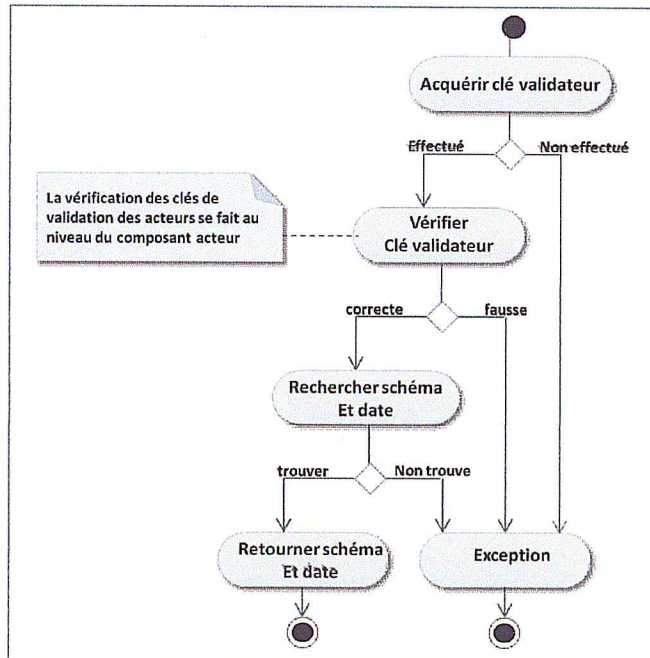 Acquérir clé validateur
Effectué
Non effectué
La vérification des clés de
validation des acteurs se fait au
niveau du composant acteur
Vérifier
Clé validateur
correcte
fausse
Rechercher schéma
Et date
trouver
Non trouve
Retourner schéma
Et date
Exception